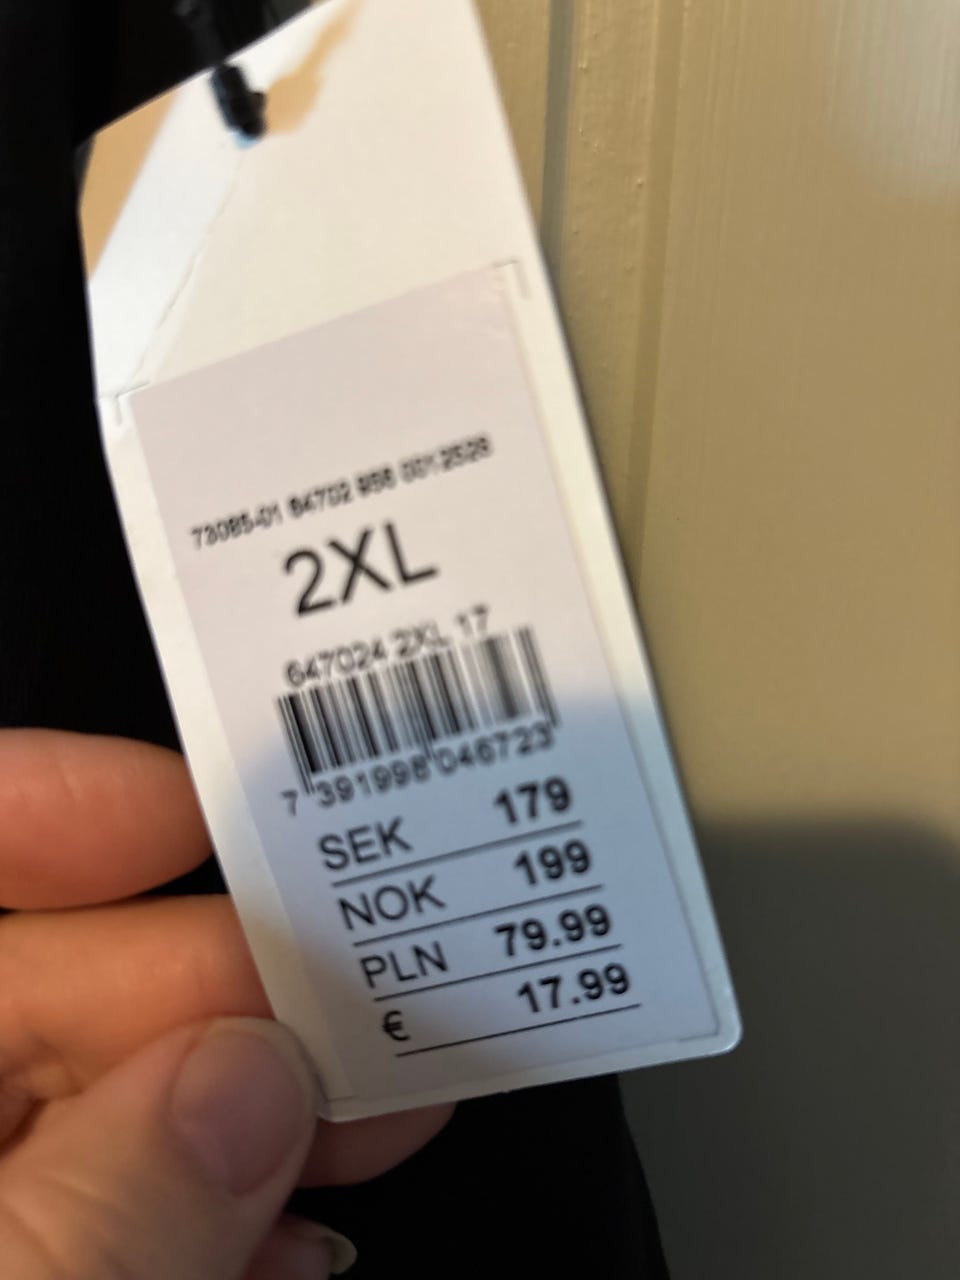 73085-01 64702 956 0012526
2XL
647024 2XL 17
7 391998 046723
SEK 179
NOK 199
PLN 79.99
€ 17.99